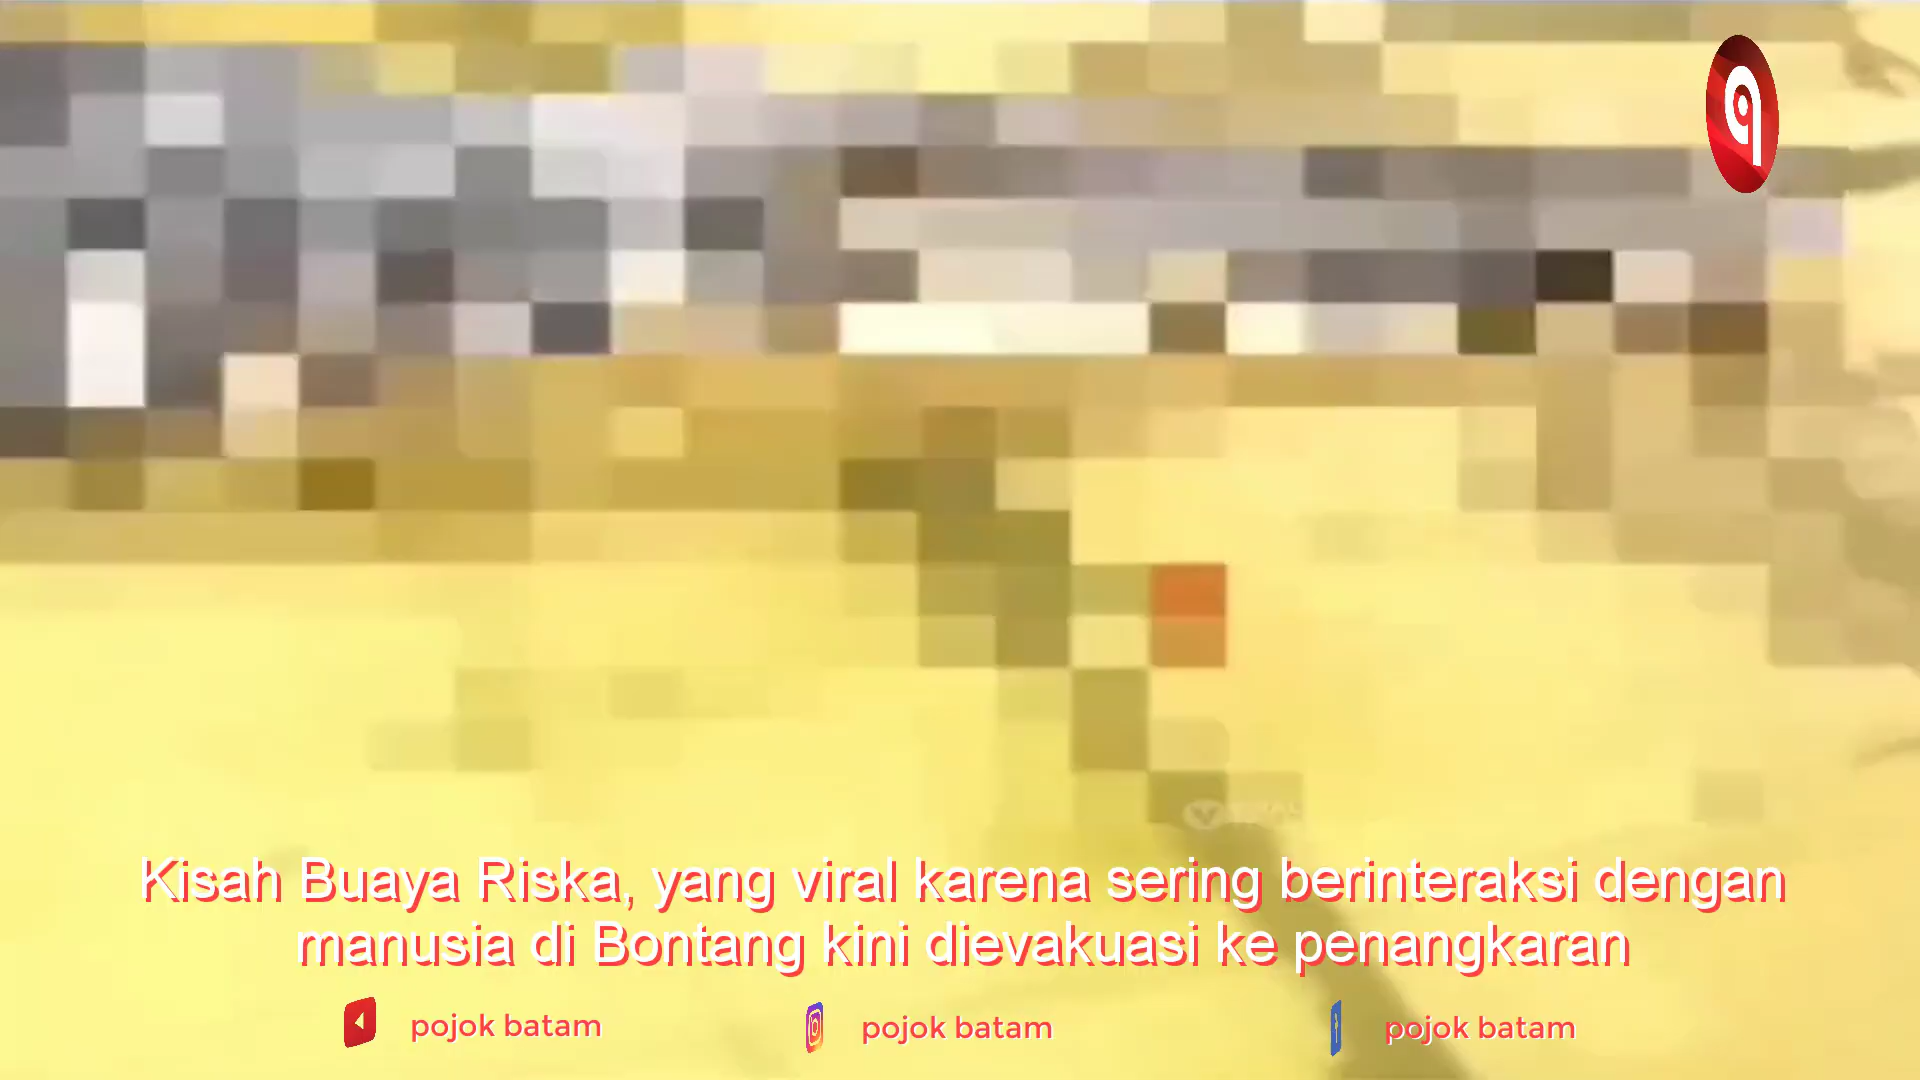 Kisah Buaya Riska, yang viral karena sering berinteraksi dengan
manusia di Bontang kini dievakuasi ke penangkaran
pojok batam
pojok batam
pojok batam